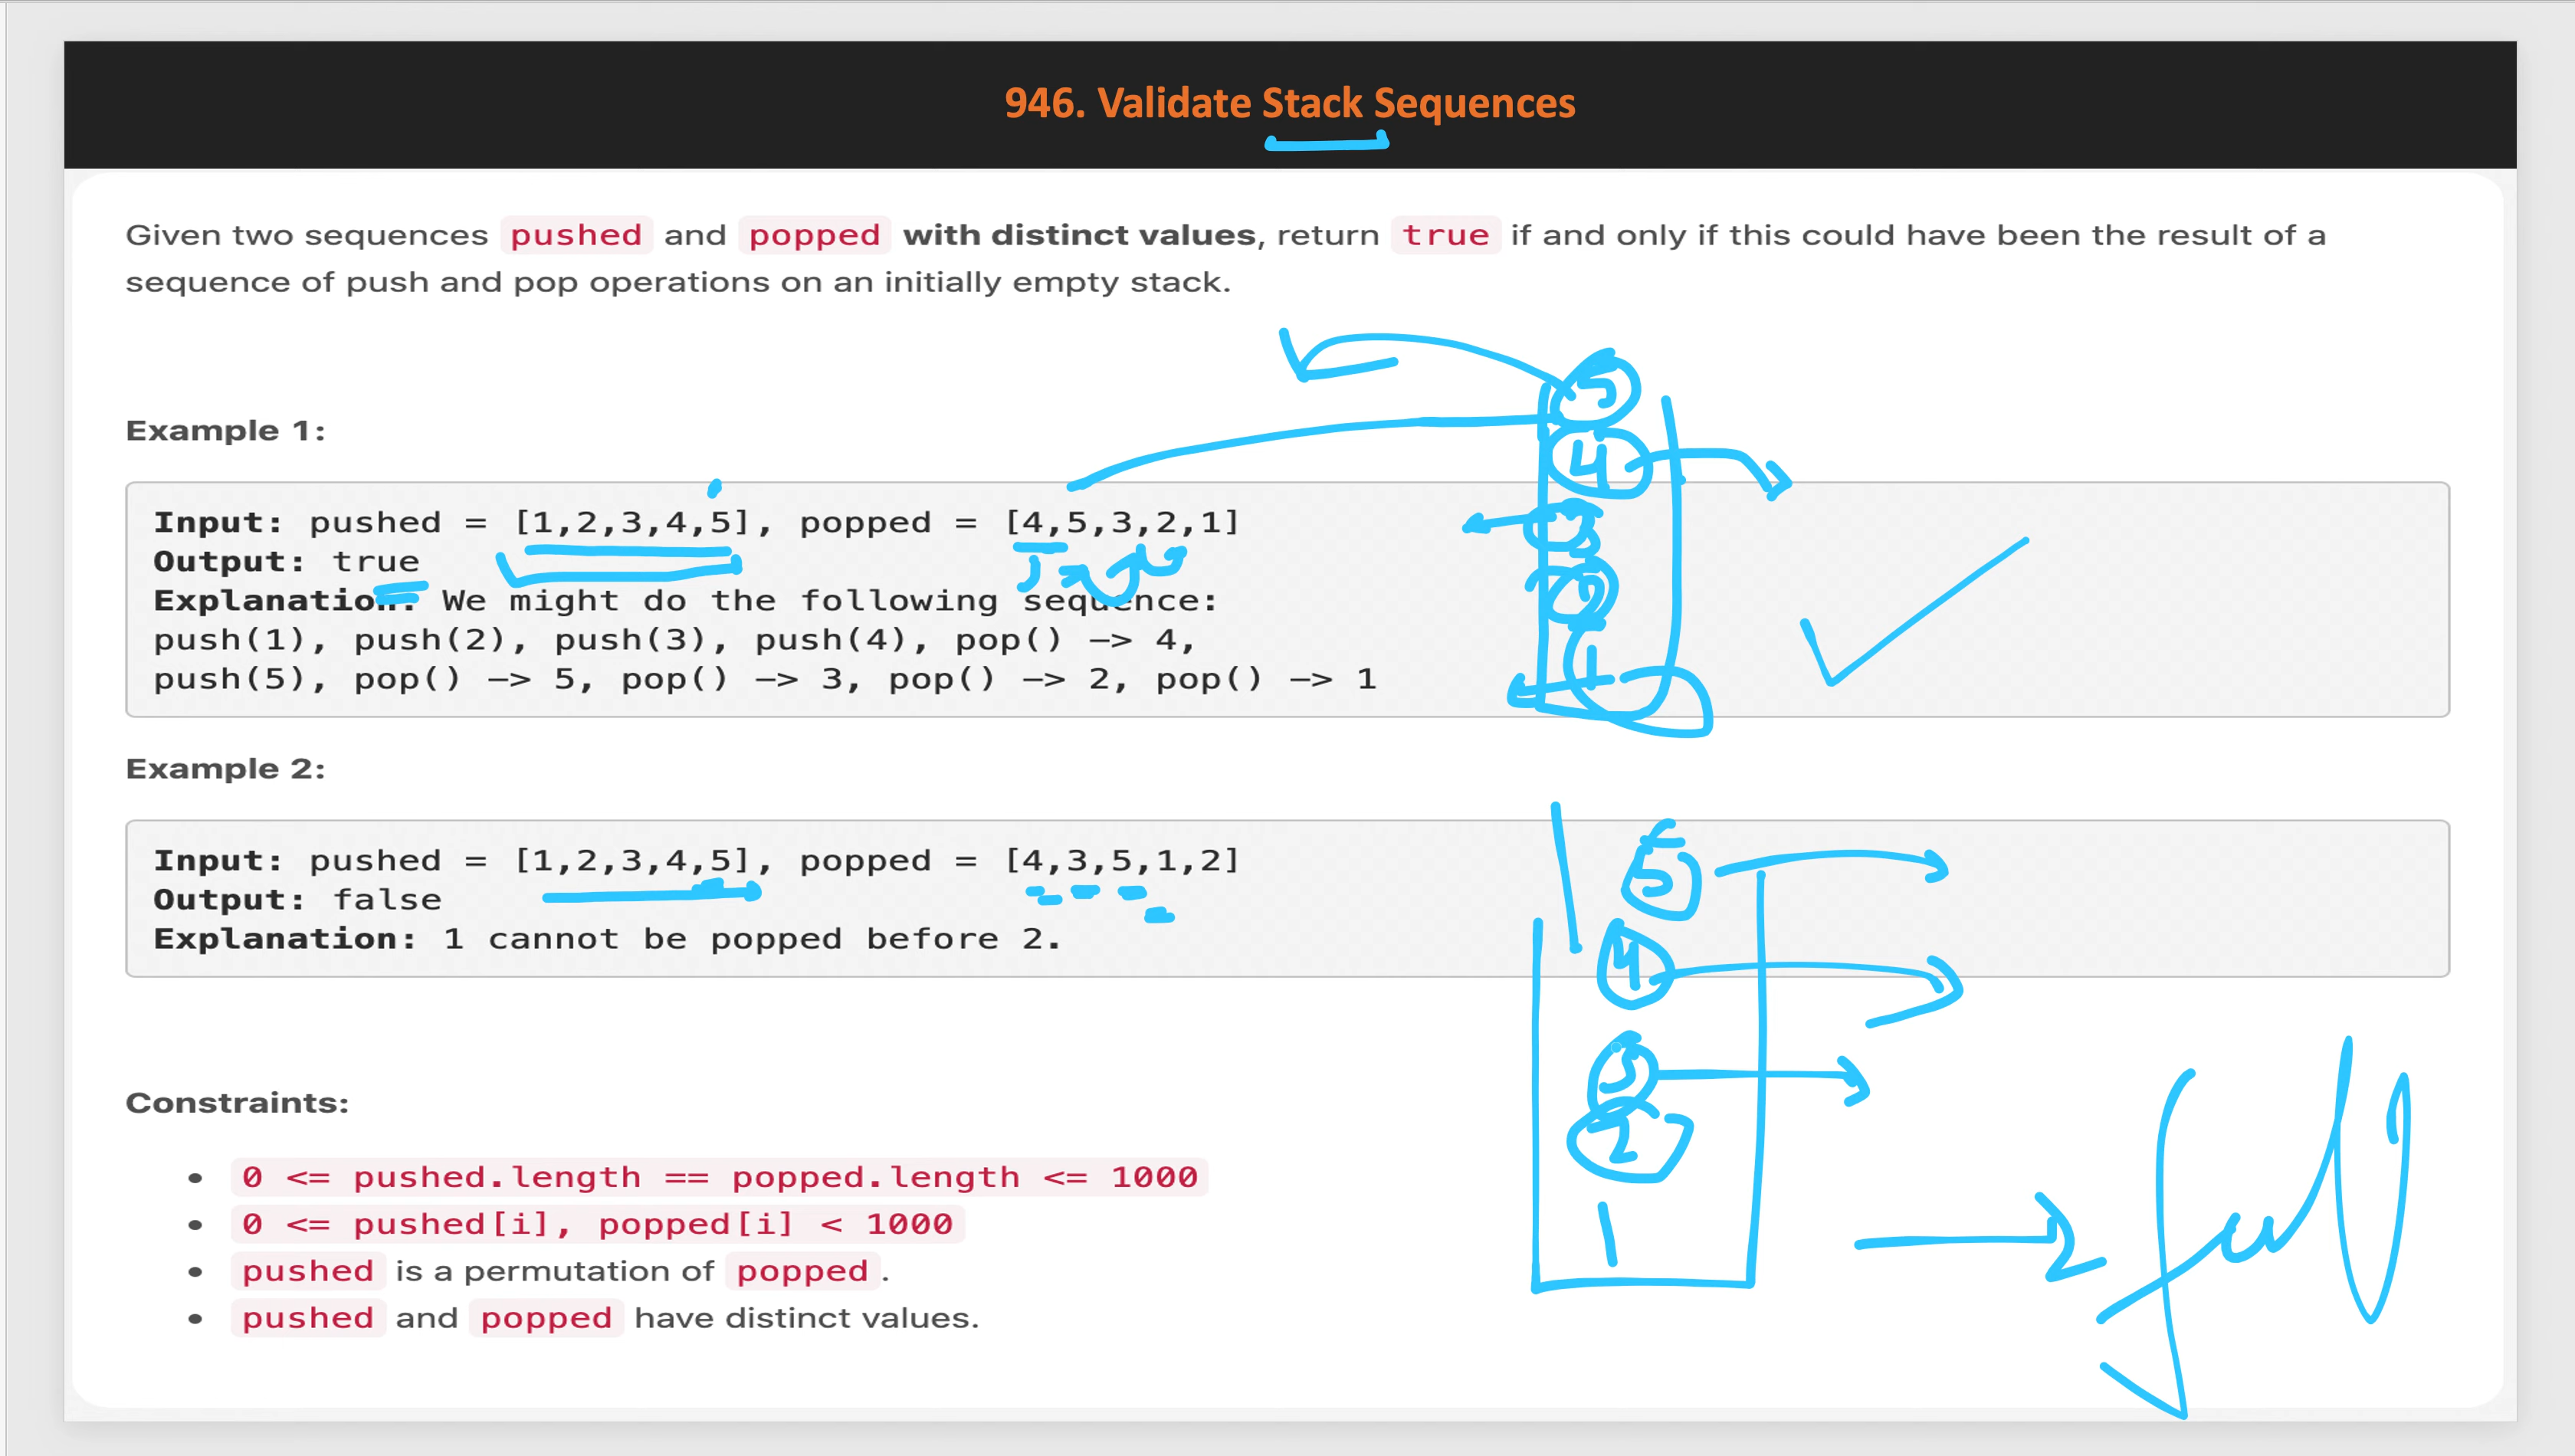 946. Validate Stack Sequences
Given two sequences pushed and popped with distinct values, return true if and only if this could have been the result of a
sequence of push and pop operations on an initially empty stack.
Example 1:
Input: pushed = [1,2,3,4,5], popped = [4,5,3,2,1]
Output: true
Explanation: We might do the following sequence:
push(1), push(2), push(3), push(4), pop() -> 4,
push(5), pop() -> 5, pop() -> 3, pop() -> 2, pop() -> 1
5
4
3
2
1
Example 2:
Input: pushed = [1,2,3,4,5], popped = [4,3,5,1,2]
Output: false
Explanation: 1 cannot be popped before 2.
5
4
3
2
1
Constraints:
• 0 <= pushed.length == popped.length <= 1000
• 0 <= pushed[i], popped[i] < 1000
• pushed is a permutation of popped.
• pushed and popped have distinct values.